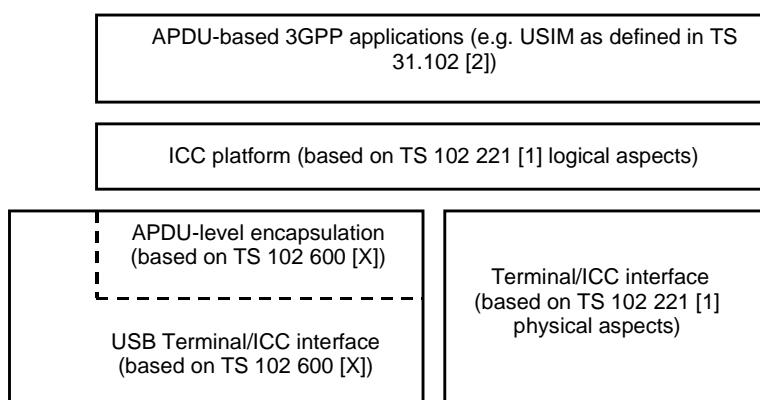 APDU-based 3GPP applications (e.g. USIM as defined in TS
31.102 [2])
ICC platform (based on TS 102 221 [1] logical aspects)
APDU-level encapsulation
(based on TS 102 600 [X])
USB Terminal/ICC interface
(based on TS 102 600 [X])
Terminal/ICC interface
(based on TS 102 221 [1]
physical aspects)